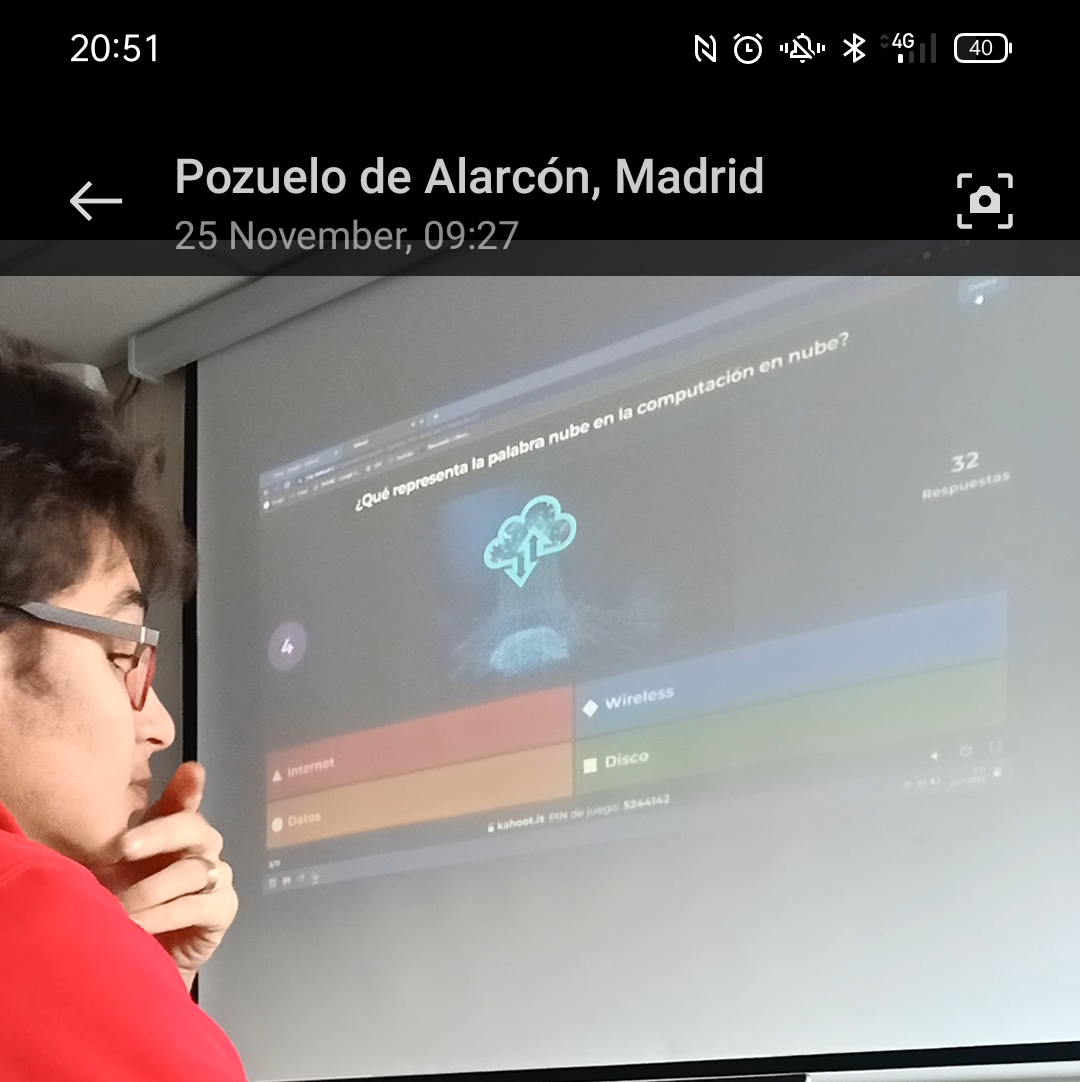 20:51
4G
40
Pozuelo de Alarcón, Madrid
25 November, 09:27
¿Qué representa la palabra nube en la computación en nube?
32
Respuestas
4
Wireless
Internet
Disco
Datos
kahoot.it PIN de juego: 5244142